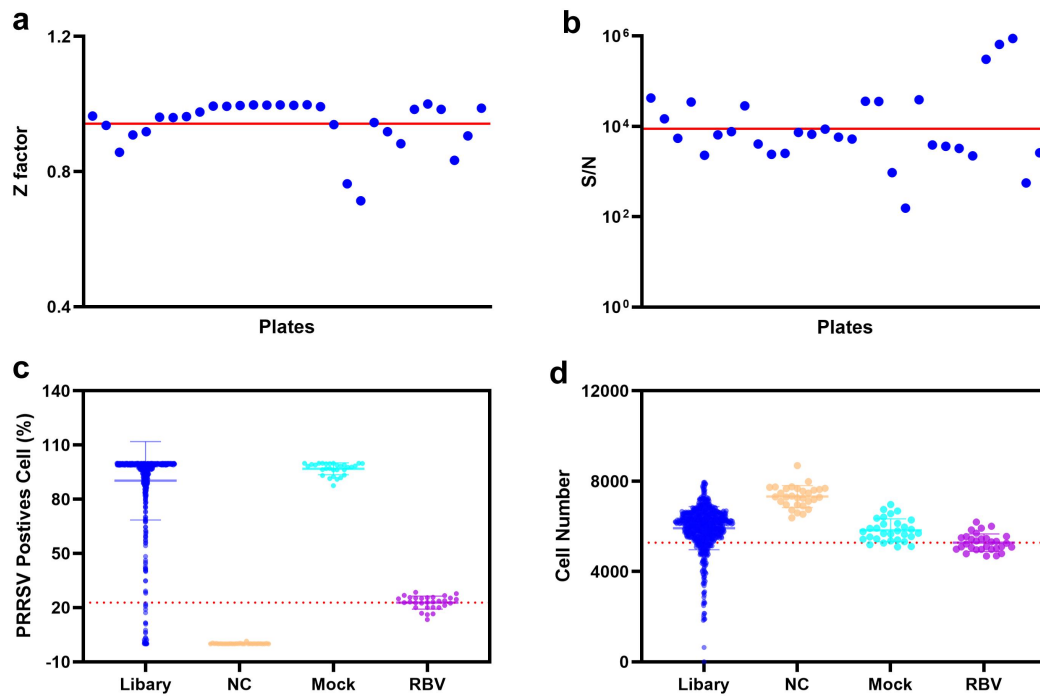 a
1.2
0.8
0.4
Z factor
Plates
b
10⁶
10⁴
10²
10⁰
S/N
Plates
c
140
110
80
50
20
-10
PRRSV Postives Cell (%)
Libary NC Mock RBV
d
12000
8000
4000
0
Cell Number
Libary NC Mock RBV